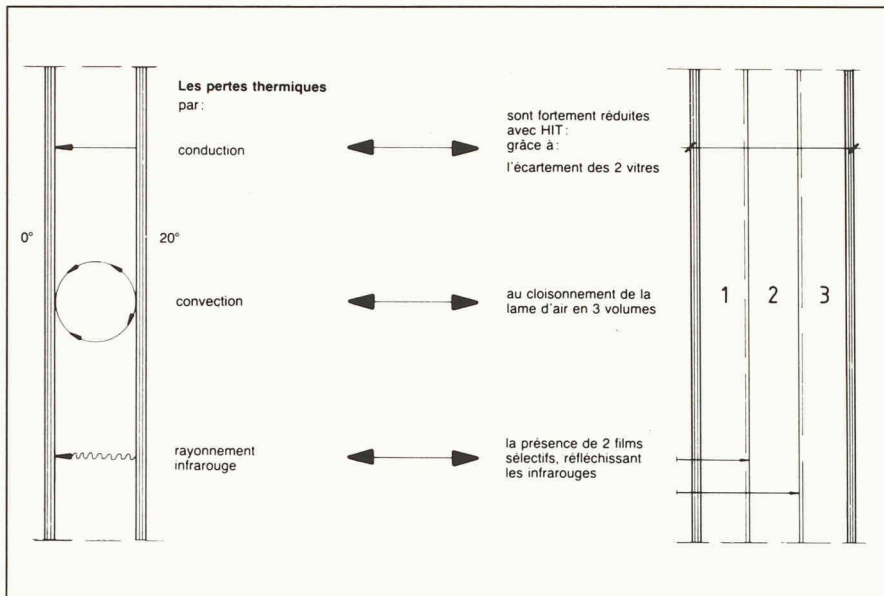 Les pertes thermiques
par :
conduction
0°
20°
convection
rayonnement
infrarouge
sont fortement réduites
avec HIT :
grâce à :
l'écartement des 2 vitres
au cloisonnement de la
lame d'air en 3 volumes
la présence de 2 films
sélectifs, réfléchissant
les infrarouges
1 2 3